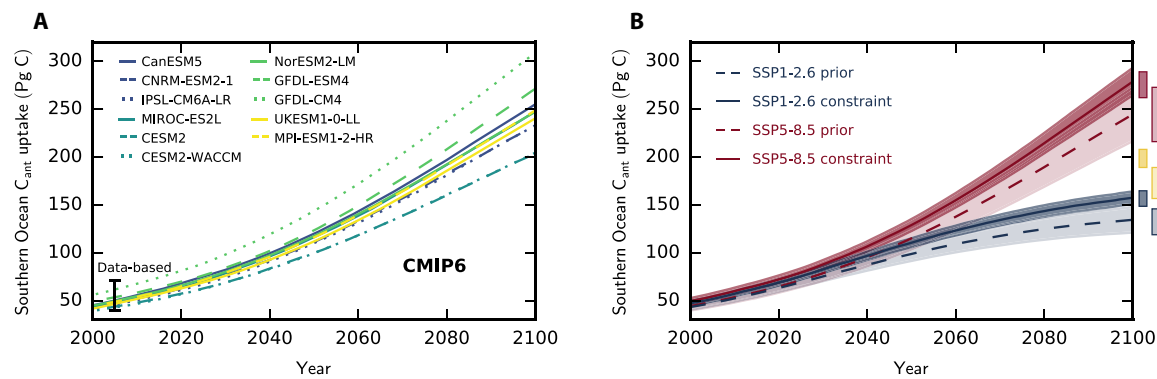 A
Southern Ocean Cant uptake (Pg C)
300
250
200
150
100
50
CanESM5
CNRM-ESM2-1
IPSL-CM6A-LR
MIROC-ES2L
CESM2
CESM2-WACCM
NorESM2-LM
GFDL-ESM4
GFDL-CM4
UKESM1-0-LL
MPI-ESM1-2-HR
Data-based
CMIP6
2000 2020 2040 2060 2080 2100
Year
B
Southern Ocean Cant uptake (Pg C)
300
250
200
150
100
50
SSP1-2.6 prior
SSP1-2.6 constraint
SSP5-8.5 prior
SSP5-8.5 constraint
2000 2020 2040 2060 2080 2100
Year